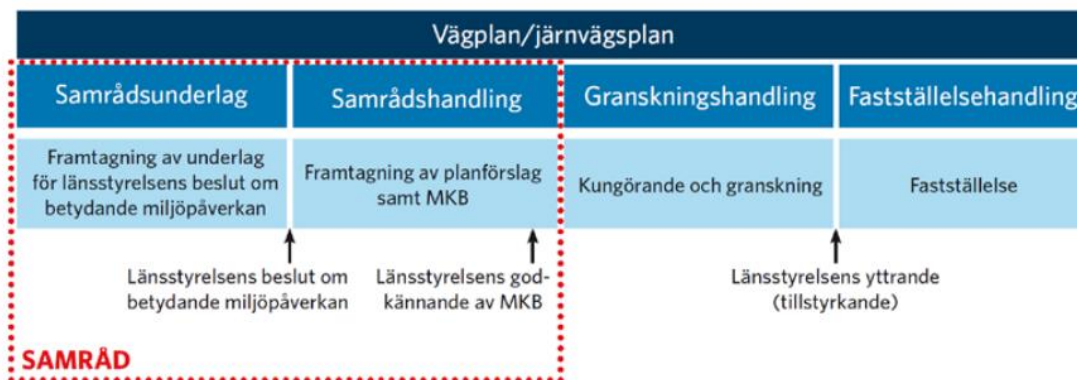 Vägplan/järnvägsplan
Samrådsunderlag
Samrådshandling
Granskningshandling
Fastställelsehandling
Framtagning av underlag
för länsstyrelsens beslut om
betydande miljöpåverkan
Framtagning av planförslag
samt MKB
Kungörande och granskning
Fastställelse
Länsstyrelsens beslut om
betydande miljöpåverkan
Länsstyrelsens god-
kännande av MKB
Länsstyrelsens yttrande
(tillstyrkande)
SAMRÅD